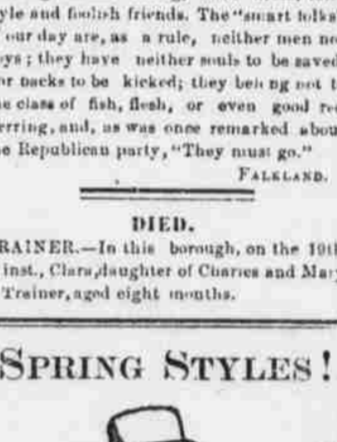 yle and foolish friends. The "smart folks
our day are, as a rule, neither men no
oys; they have neither souls to be saved
or backs to be kicked; they being not t
e class of fish, flesh, or even good re
erring, and, as was once remarked abou
e Republican party, "They must go."
FALKLAND.
DIED.
RAINER.—In this borough, on the 19th
inst., Clara, daughter of Charles and Mary
Trainer, aged eight months.
SPRING STYLES!